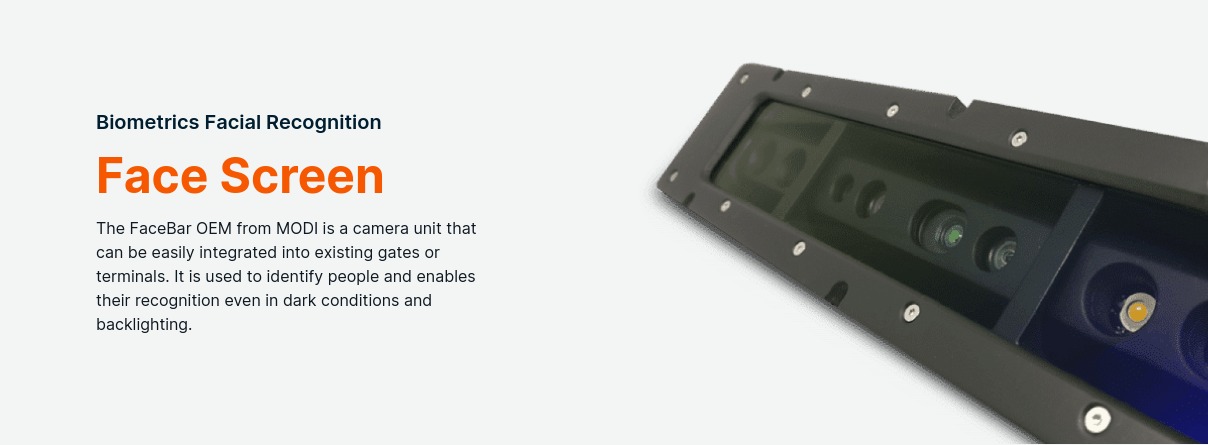 Biometrics Facial Recognition
Face Screen
The FaceBar OEM from MODI is a camera unit that
can be easily integrated into existing gates or
terminals. It is used to identify people and enables
their recognition even in dark conditions and
backlighting.